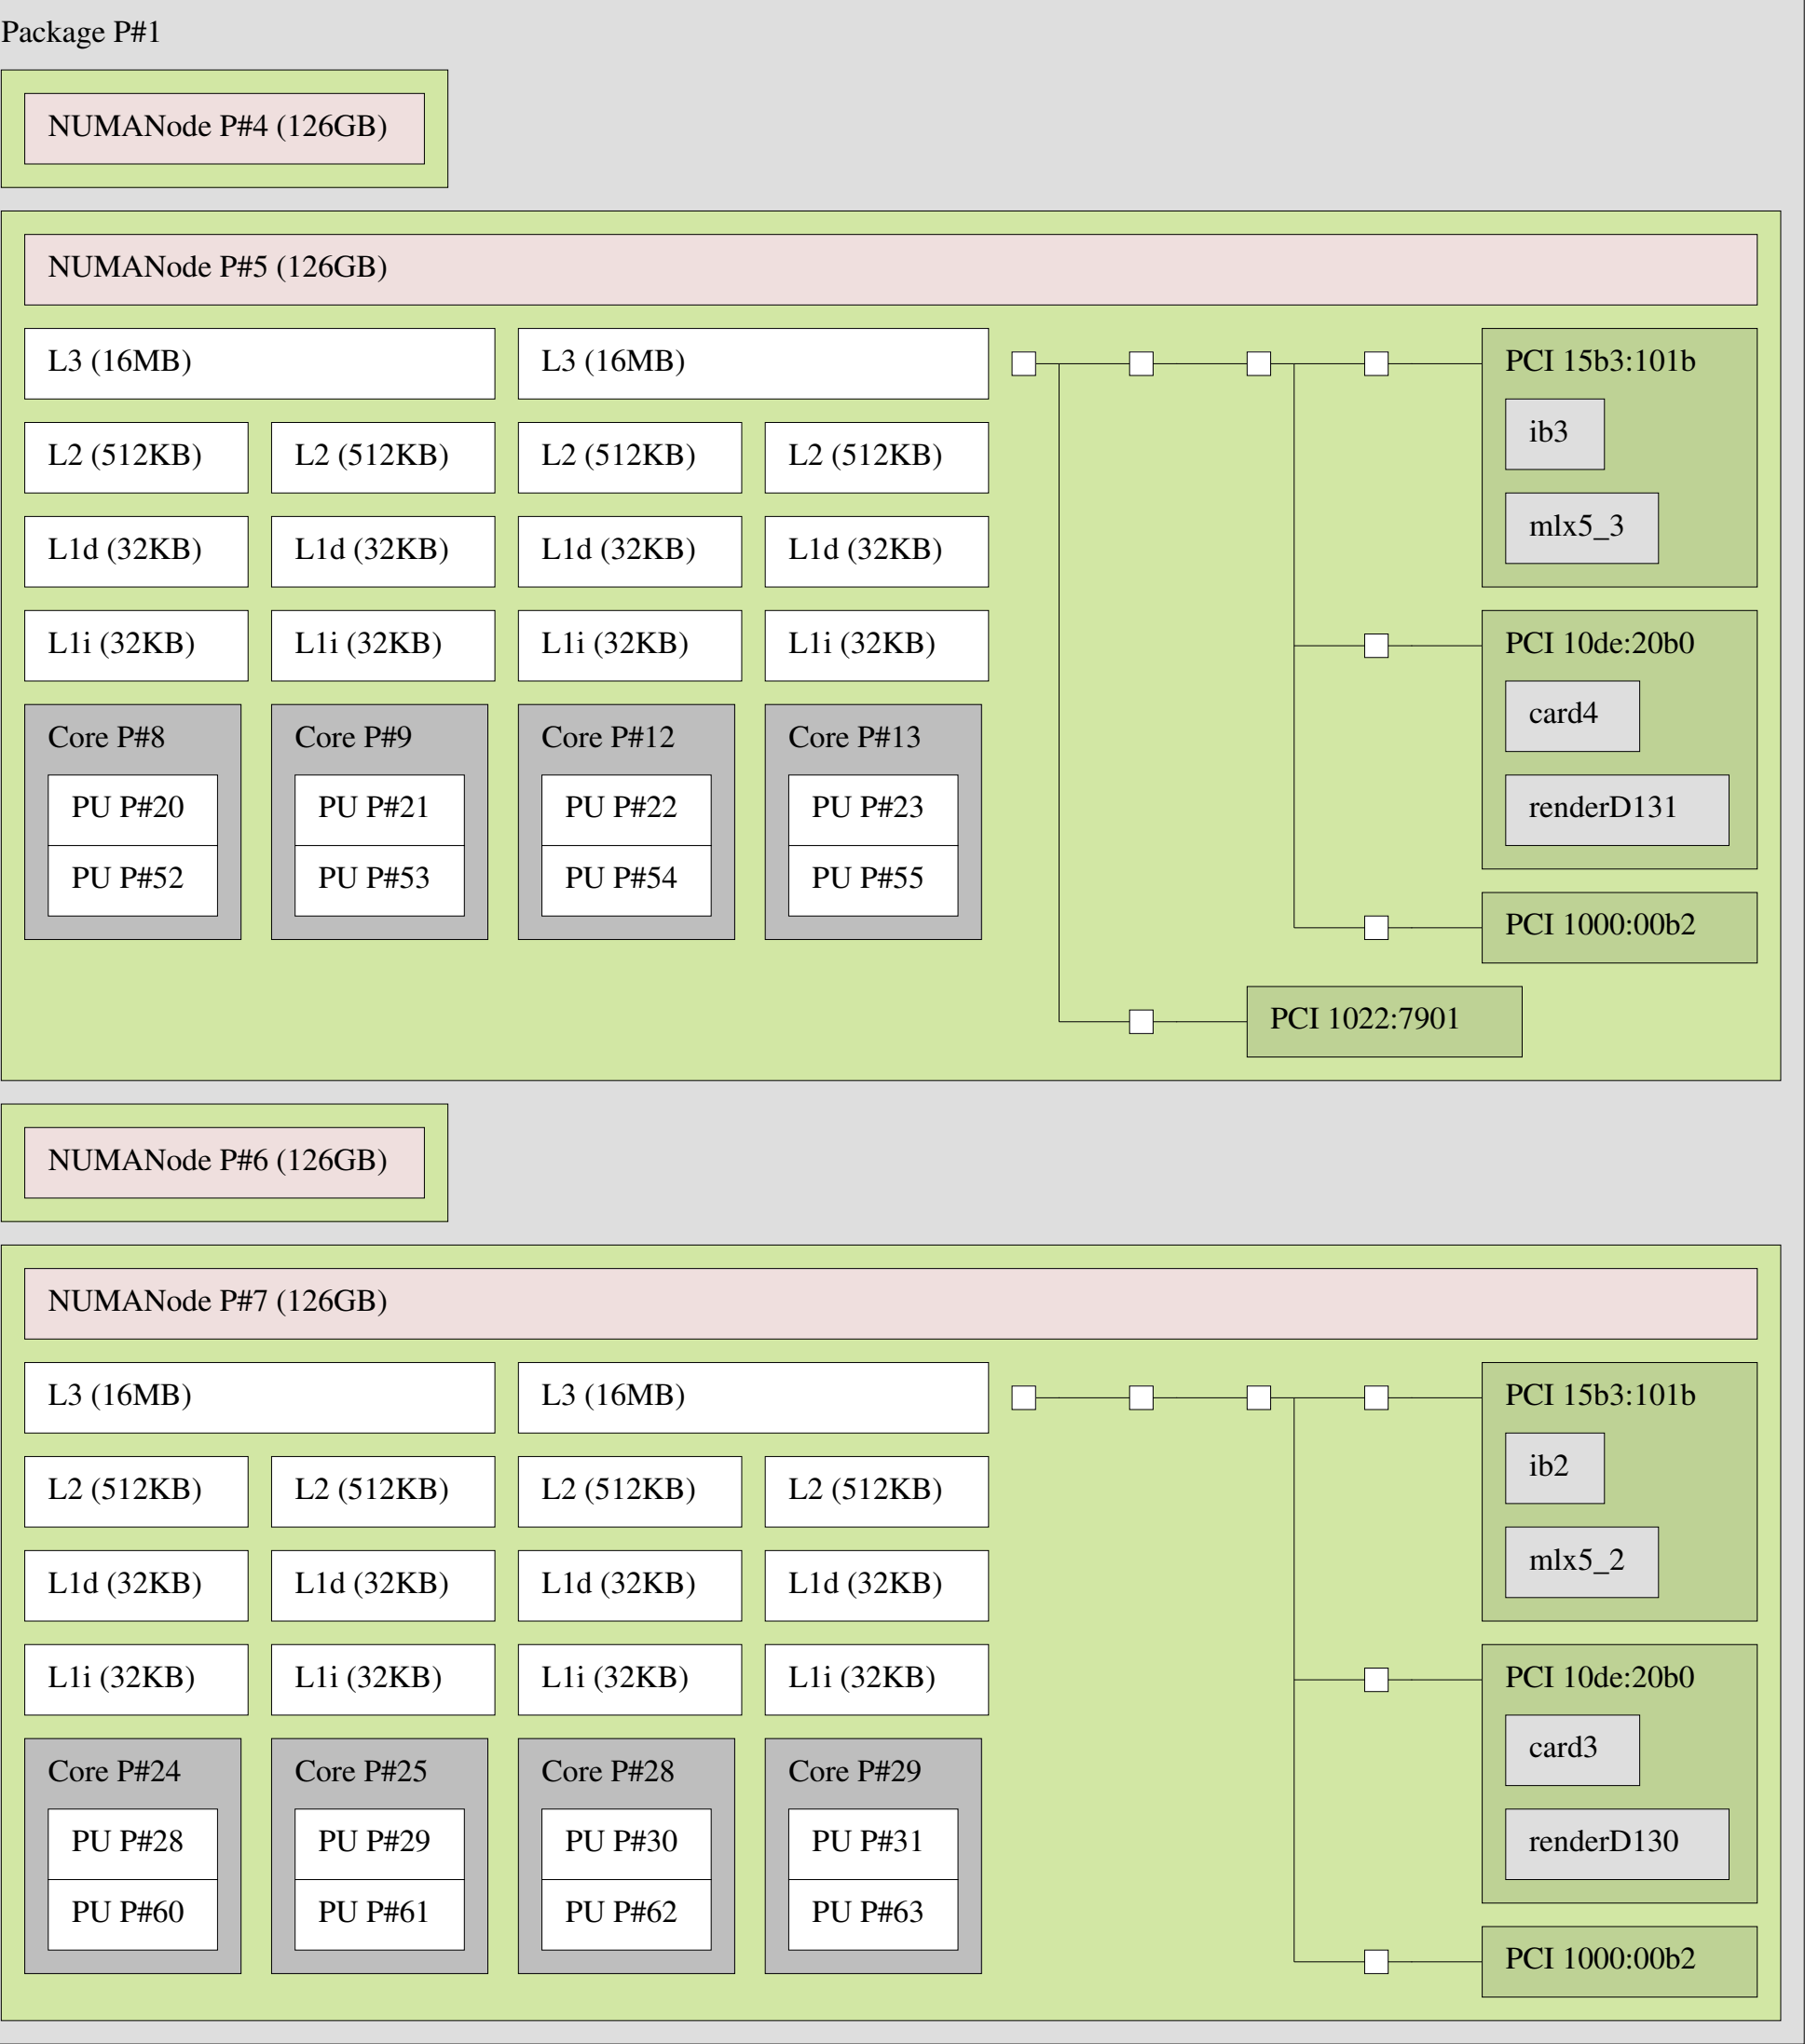 Package P#1
NUMANode P#4 (126GB)
NUMANode P#5 (126GB)
L3 (16MB) L3 (16MB) PCI 15b3:101b
ib3
L2 (512KB) L2 (512KB) L2 (512KB) L2 (512KB)
mlx5_3
L1d (32KB) L1d (32KB) L1d (32KB) L1d (32KB)
L1i (32KB) L1i (32KB) L1i (32KB) L1i (32KB) PCI 10de:20b0
card4
Core P#8 Core P#9 Core P#12 Core P#13
PU P#20 PU P#21 PU P#22 PU P#23 renderD131
PU P#52 PU P#53 PU P#54 PU P#55
PCI 1000:00b2
PCI 1022:7901
NUMANode P#6 (126GB)
NUMANode P#7 (126GB)
L3 (16MB) L3 (16MB) PCI 15b3:101b
ib2
L2 (512KB) L2 (512KB) L2 (512KB) L2 (512KB)
mlx5_2
L1d (32KB) L1d (32KB) L1d (32KB) L1d (32KB)
L1i (32KB) L1i (32KB) L1i (32KB) L1i (32KB) PCI 10de:20b0
card3
Core P#24 Core P#25 Core P#28 Core P#29
PU P#28 PU P#29 PU P#30 PU P#31 renderD130
PU P#60 PU P#61 PU P#62 PU P#63
PCI 1000:00b2